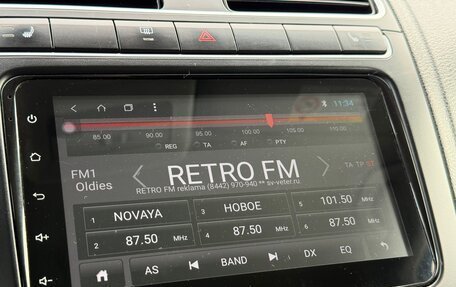 11:34
85.00 90.00 95.00 100.00 105.00 110.00
REG TA AF PTY
FM1
Oldies
RETRO FM
TA TP ST
RETRO FM reklama (8442) 970-940 ** sv-veter.ru
1 NOVAYA 3 НОВОЕ 5 101.50 MHz
2 87.50 MHz 4 87.50 MHz 6 87.50 MHz
AS BAND DX EQ